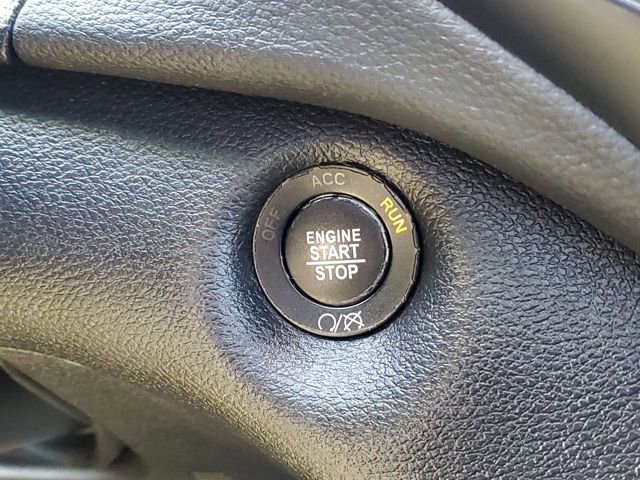 OFF
ACC
RUN
ENGINE
START
STOP